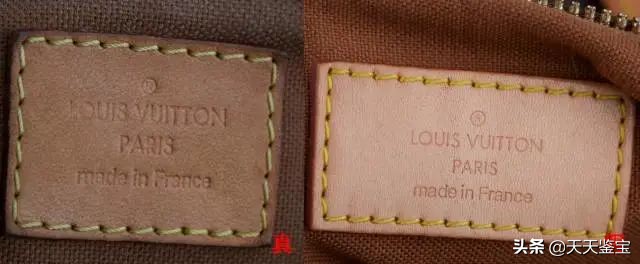 ®
LOUIS VUITTON
PARIS
made in France
真
®
LOUIS VUITTON
PARIS
made in France
头条 @天天鉴宝